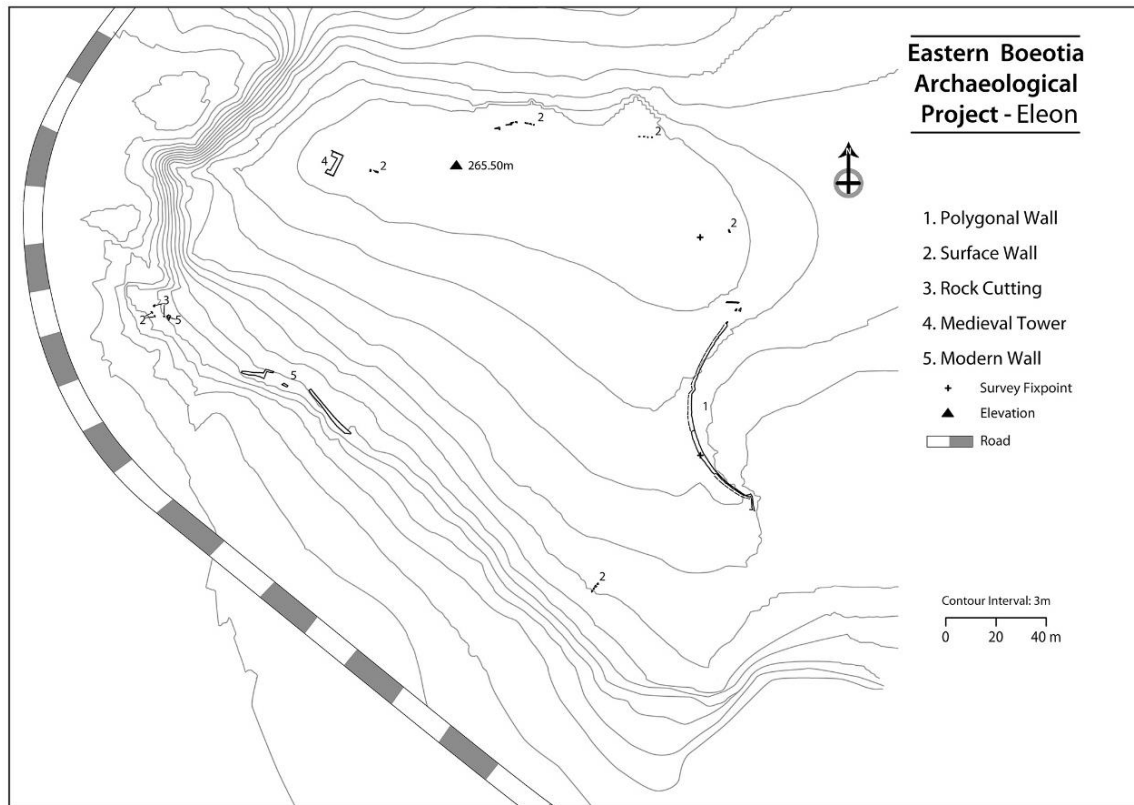 Eastern Boeotia
Archaeological
Project - Eleon
N
1. Polygonal Wall
2. Surface Wall
3. Rock Cutting
4. Medieval Tower
5. Modern Wall
Survey Fixpoint
Elevation
Road
Contour Interval: 3m
0 20 40 m
2
2
4
2
265.50m
2
3
2
5
5
1
2